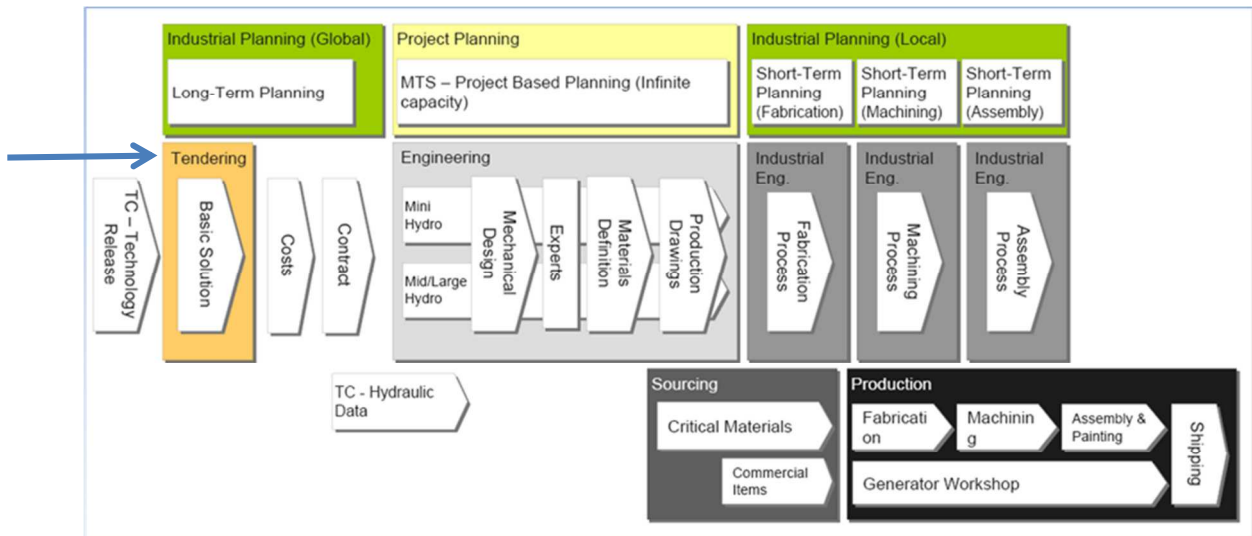 Industrial Planning (Global)
Long-Term Planning
Project Planning
MTS – Project Based Planning (Infinite
capacity)
Industrial Planning (Local)
Short-Term
Planning
(Fabrication)
Short-Term
Planning
(Machining)
Short-Term
Planning
(Assembly)
TC – Technology
Release
Tendering
Basic Solution
Costs
Contract
Engineering
Mini
Hydro
Mid/Large
Hydro
Mechanical
Design
Experts
Materials
Definition
Production
Drawings
Industrial
Eng.
Fabrication
Process
Industrial
Eng.
Machining
Process
Industrial
Eng.
Assembly
Process
TC - Hydraulic
Data
Sourcing
Critical Materials
Commercial
Items
Production
Fabricati
on
Machinin
g
Assembly &
Painting
Generator Workshop
Shipping